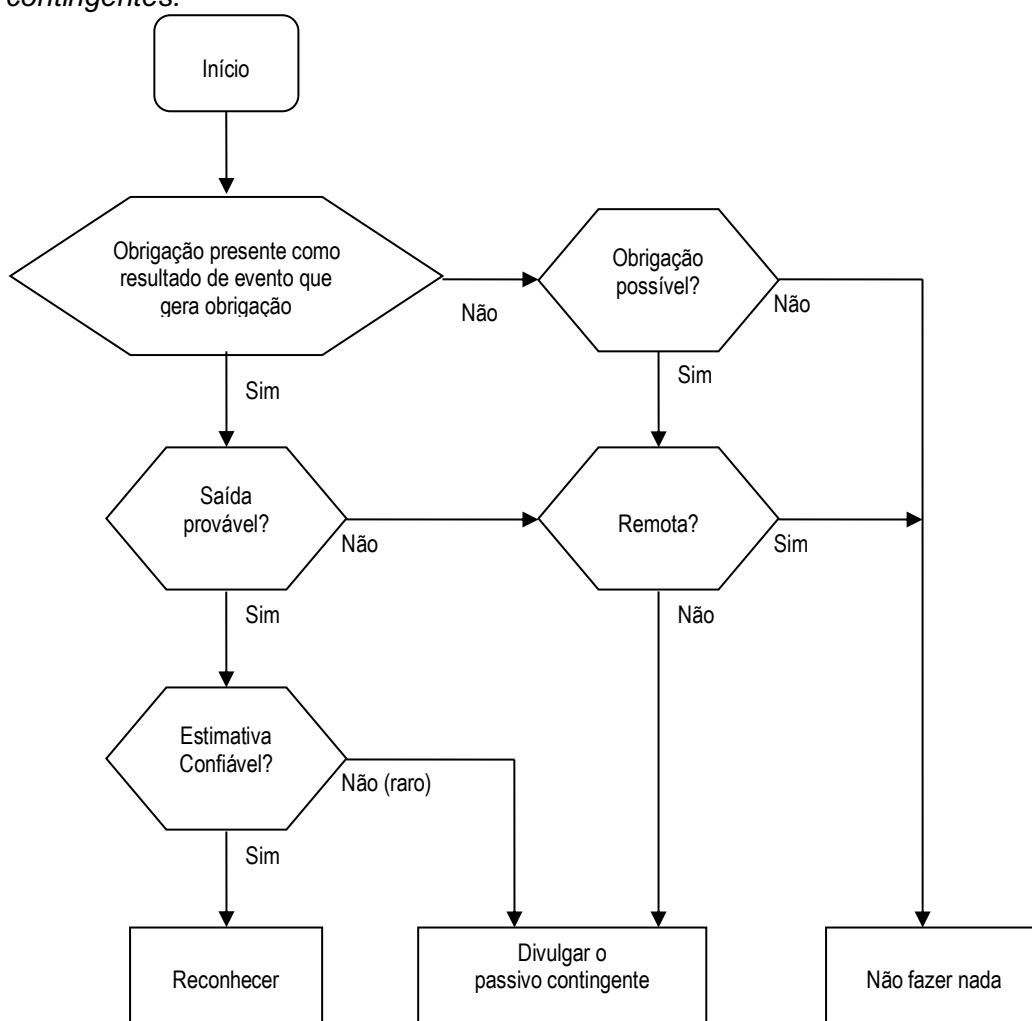 contingentes.
Início
Obrigação presente como
resultado de evento que
gera obrigação
Não
Obrigação
possível?
Não
Sim
Sim
Saída
provável?
Não
Remota?
Sim
Sim
Não
Estimativa
Confiável?
Não (raro)
Sim
Reconhecer
Divulgar o
passivo contingente
Não fazer nada